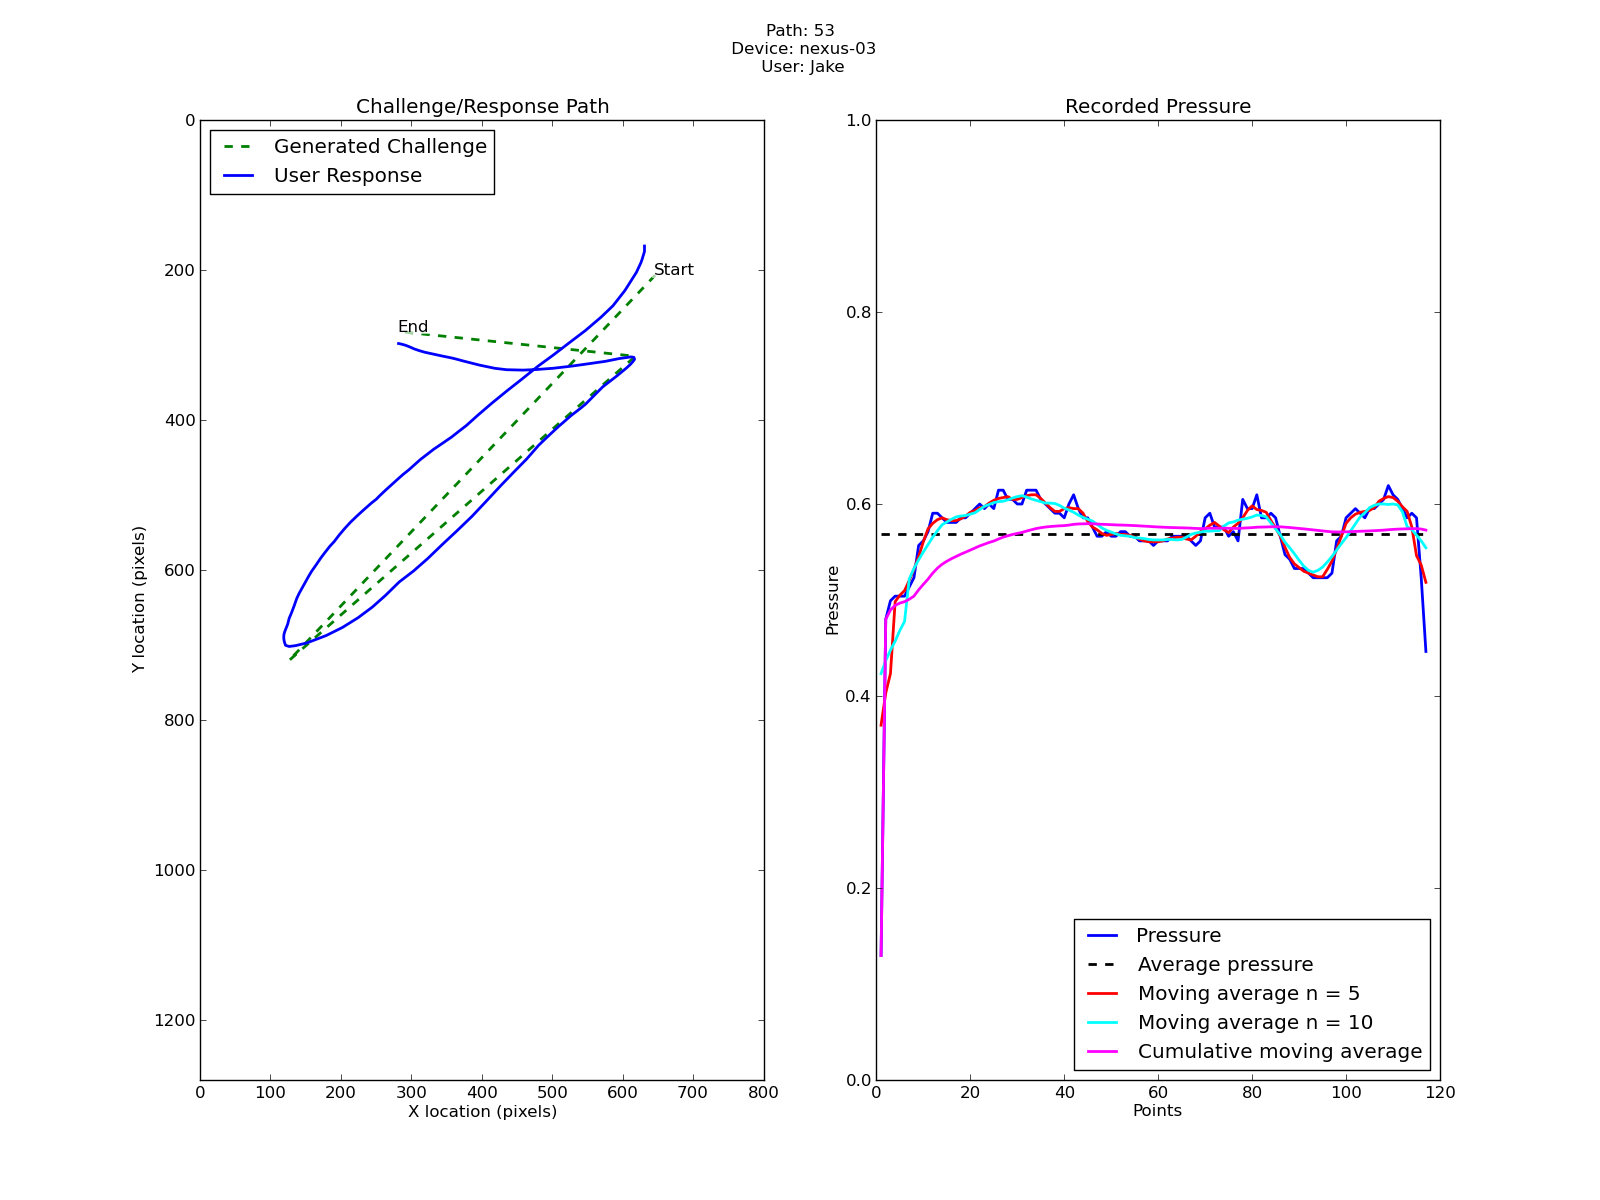 Path: 53
Device: nexus-03
User: Jake
Challenge/Response Path
Generated Challenge
User Response
Start
End
0
200
400
600
800
1000
1200
Y location (pixels)
0 100 200 300 400 500 600 700 800
X location (pixels)
Recorded Pressure
1.0
0.8
0.6
0.4
0.2
0.0
Pressure
Pressure
Average pressure
Moving average n = 5
Moving average n = 10
Cumulative moving average
0 20 40 60 80 100 120
Points